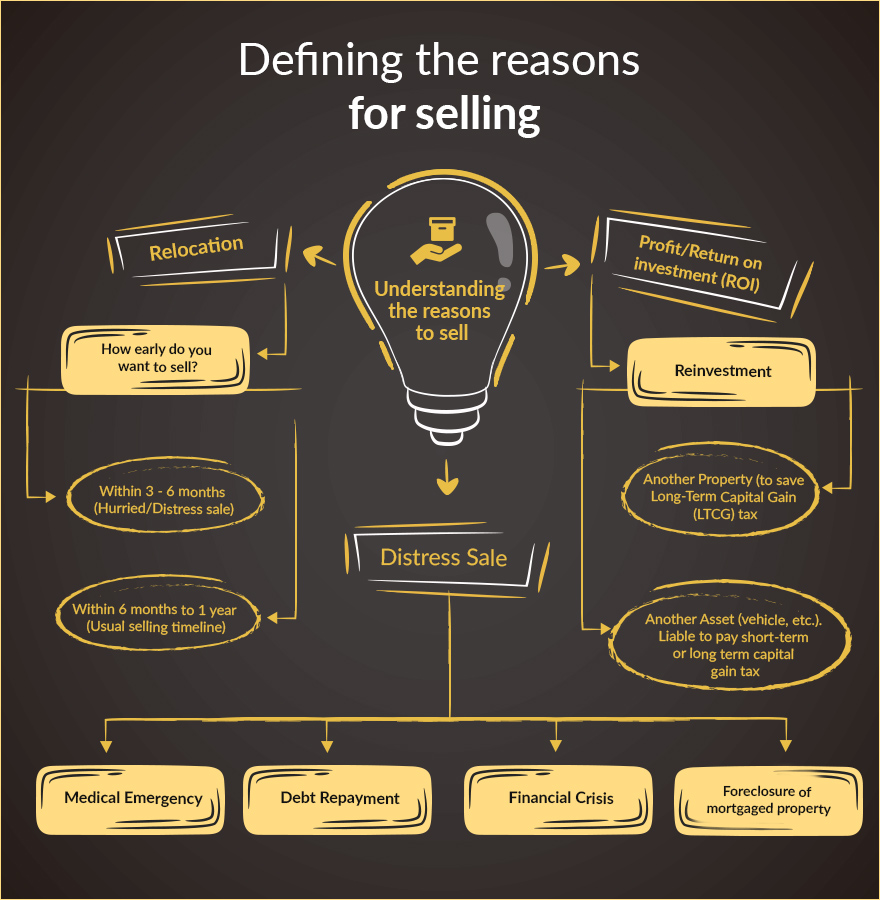 Defining the reasons
for selling
Relocation
Understanding
the reasons
to sell
Profit/Return on
investment (ROI)
How early do you
want to sell?
Reinvestment
Within 3 - 6 months
(Hurried/Distress sale)
Another Property (to save
Long-Term Capital Gain
(LTCG) tax
Distress Sale
Within 6 months to 1 year
(Usual selling timeline)
Another Asset (vehicle, etc.).
Liable to pay short-term
or long term capital
gain tax
Medical Emergency
Debt Repayment
Financial Crisis
Foreclosure of
mortgaged property